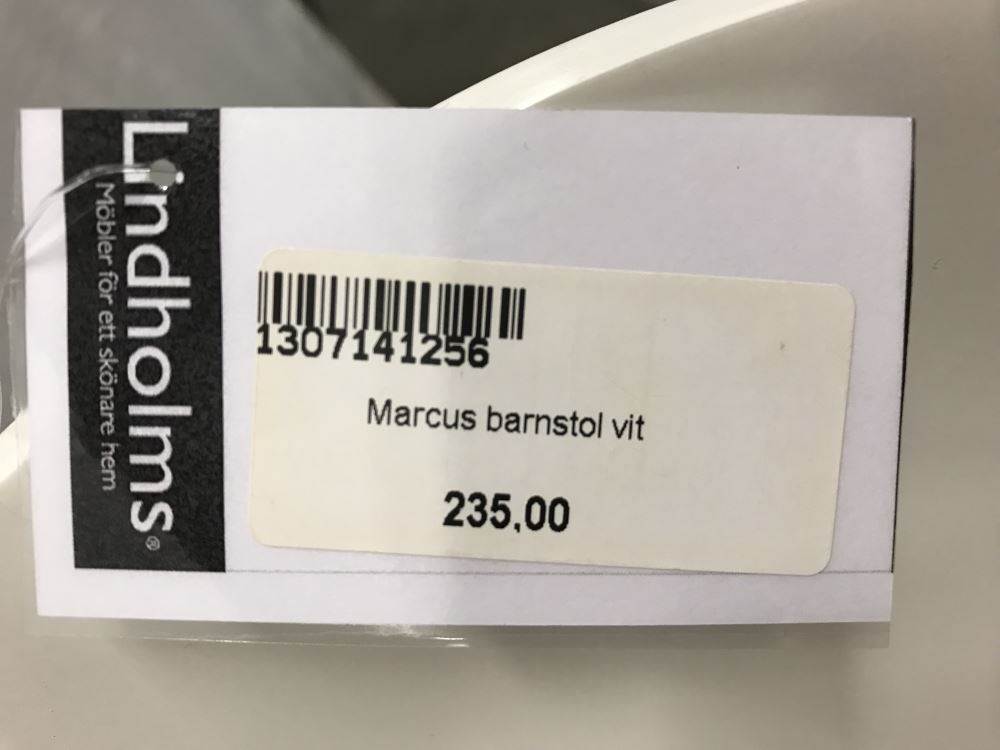 Lindholms®
Möbler för ett skönare hem
1307141256
Marcus barnstol vit
235,00